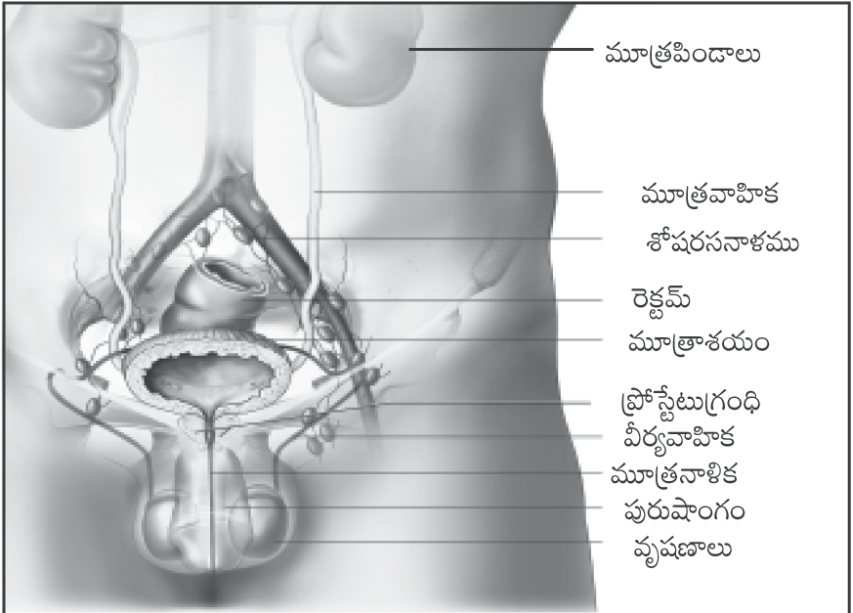 మూత్రపిండాలు
మూత్రవాహిక
శోషరసనాళము
రెక్టమ్
మూత్రాశయం
ప్రోస్టేటుగ్రంధి
వీర్యవాహిక
మూత్రనాళిక
పురుషాంగం
వృషణాలు